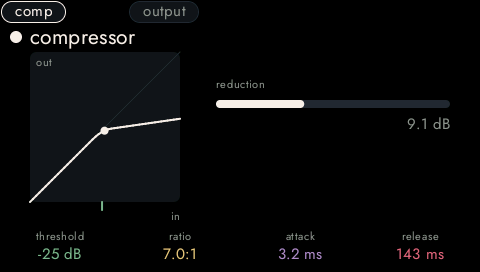 comp output
compressor
out
reduction
9.1 dB
in
threshold ratio attack release
-25 dB 7.0:1 3.2 ms 143 ms